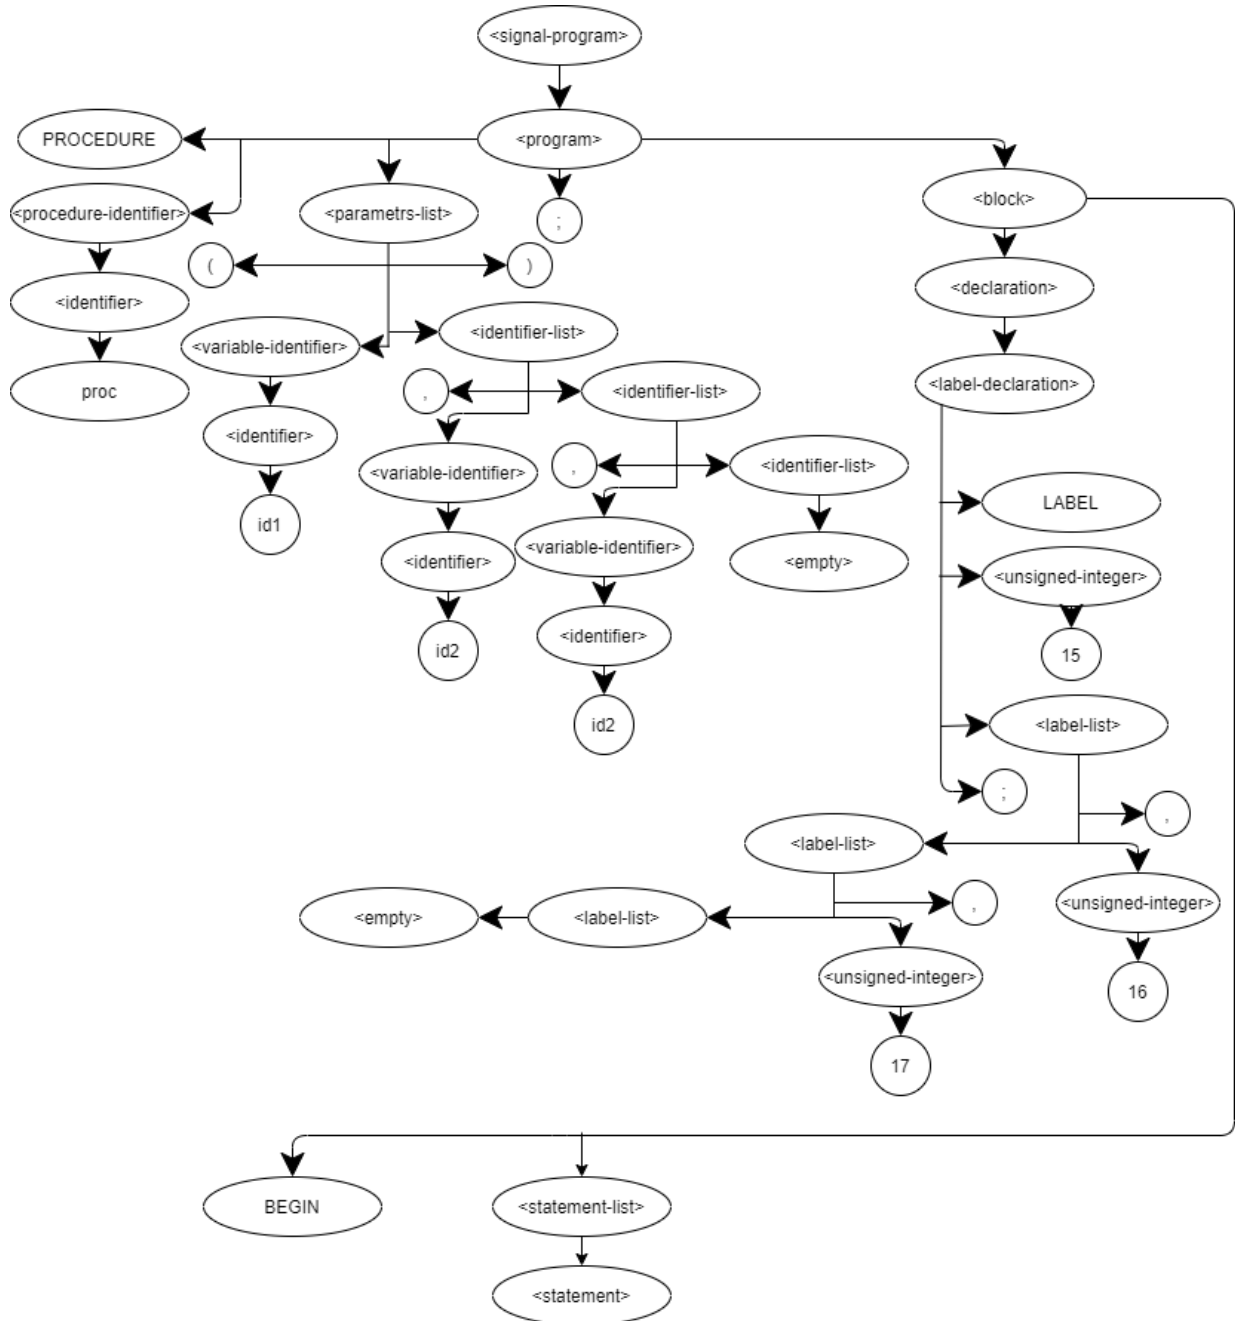 <signal-program>
PROCEDURE
<program>
<procedure-identifier>
<parametrs-list>
;
<block>
(
)
<declaration>
<identifier>
<identifier-list>
<variable-identifier>
proc
,
<identifier-list>
<label-declaration>
<identifier>
<variable-identifier>
,
<identifier-list>
LABEL
id1
<identifier>
<variable-identifier>
<empty>
<unsigned-integer>
id2
<identifier>
15
id2
<label-list>
;
,
<label-list>
<empty>
<label-list>
,
<unsigned-integer>
<unsigned-integer>
16
17
BEGIN
<statement-list>
<statement>